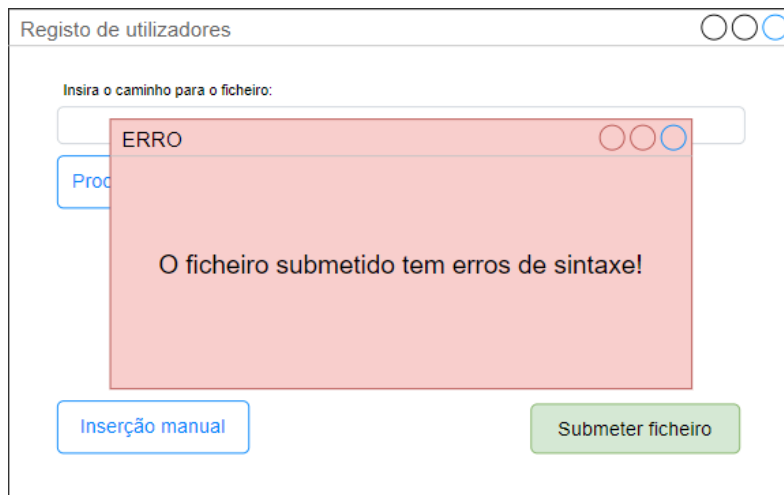 Registo de utilizadores
Insira o caminho para o ficheiro:
ERRO
O ficheiro submetido tem erros de sintaxe!
Inserção manual
Submeter ficheiro